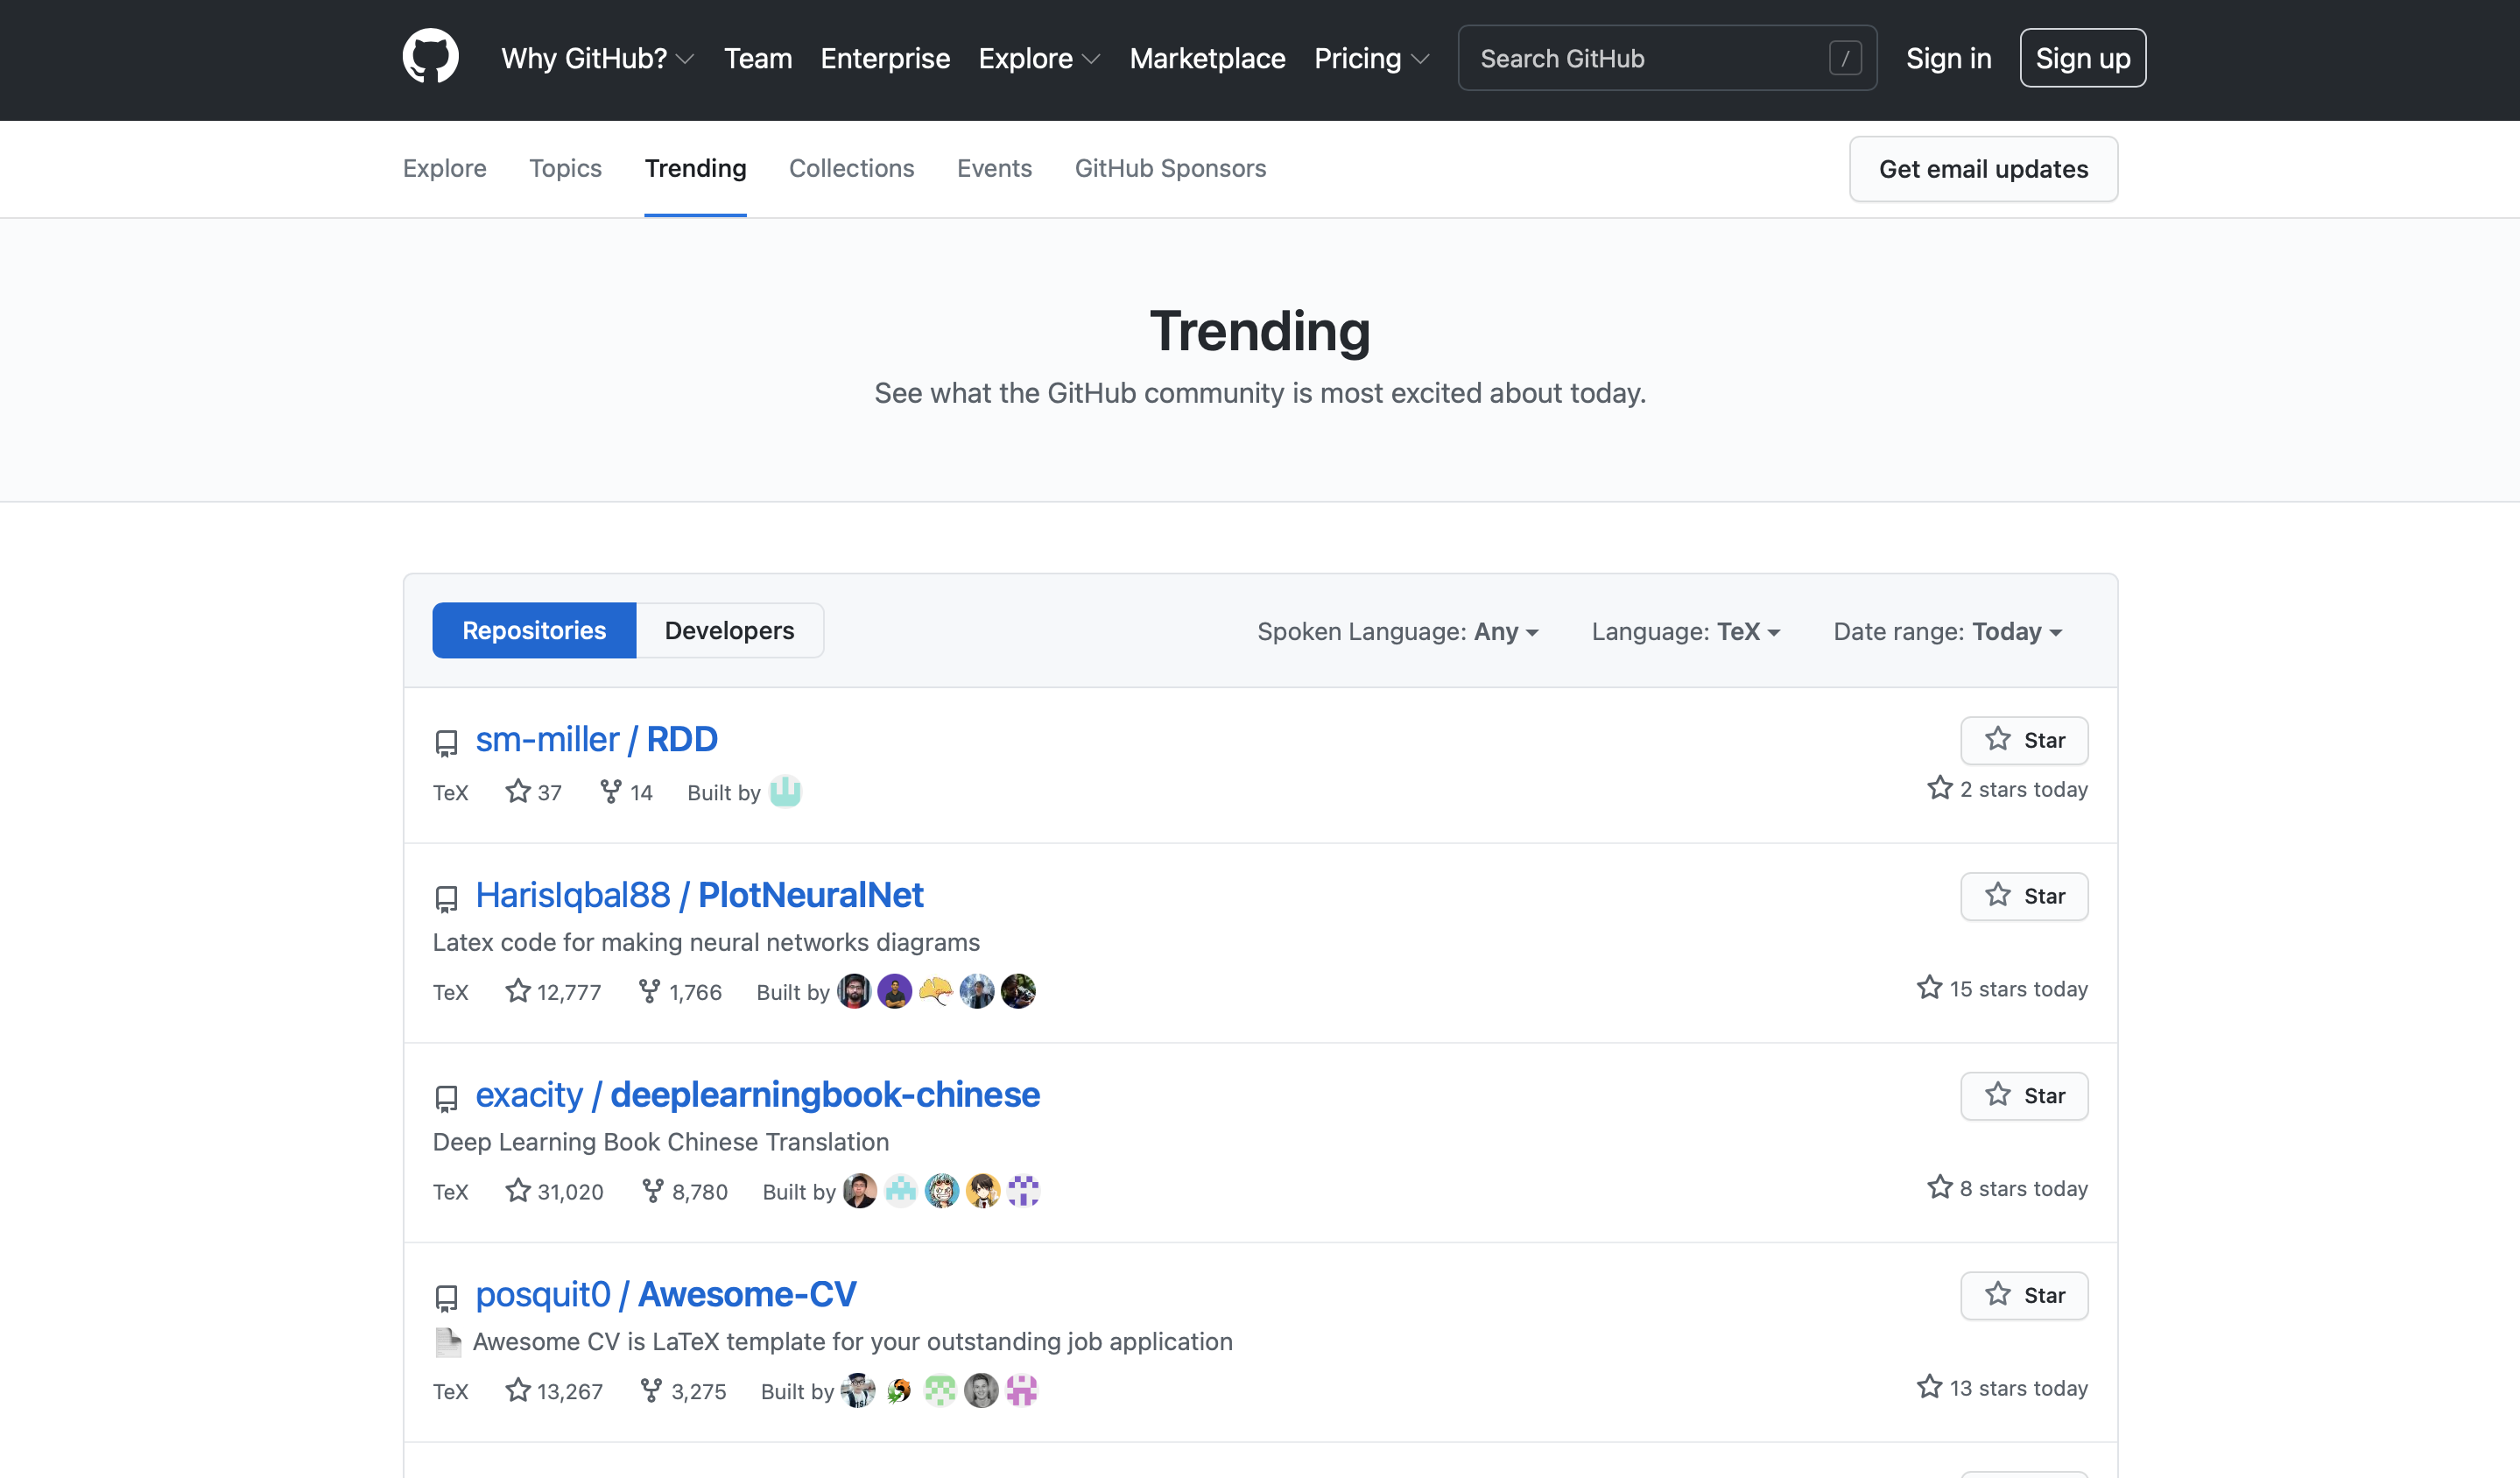 Why GitHub? Team Enterprise Explore Marketplace Pricing Search GitHub / Sign in Sign up
Explore Topics Trending Collections Events GitHub Sponsors Get email updates
Trending
See what the GitHub community is most excited about today.
Repositories Developers Spoken Language: Any Language: TeX Date range: Today
sm-miller / RDD Star
TeX 37 14 Built by 2 stars today
HarisIqbal88 / PlotNeuralNet Star
Latex code for making neural networks diagrams
TeX 12,777 1,766 Built by 15 stars today
exacity / deeplearningbook-chinese Star
Deep Learning Book Chinese Translation
TeX 31,020 8,780 Built by 8 stars today
posquit0 / Awesome-CV Star
Awesome CV is LaTeX template for your outstanding job application
TeX 13,267 3,275 Built by 13 stars today